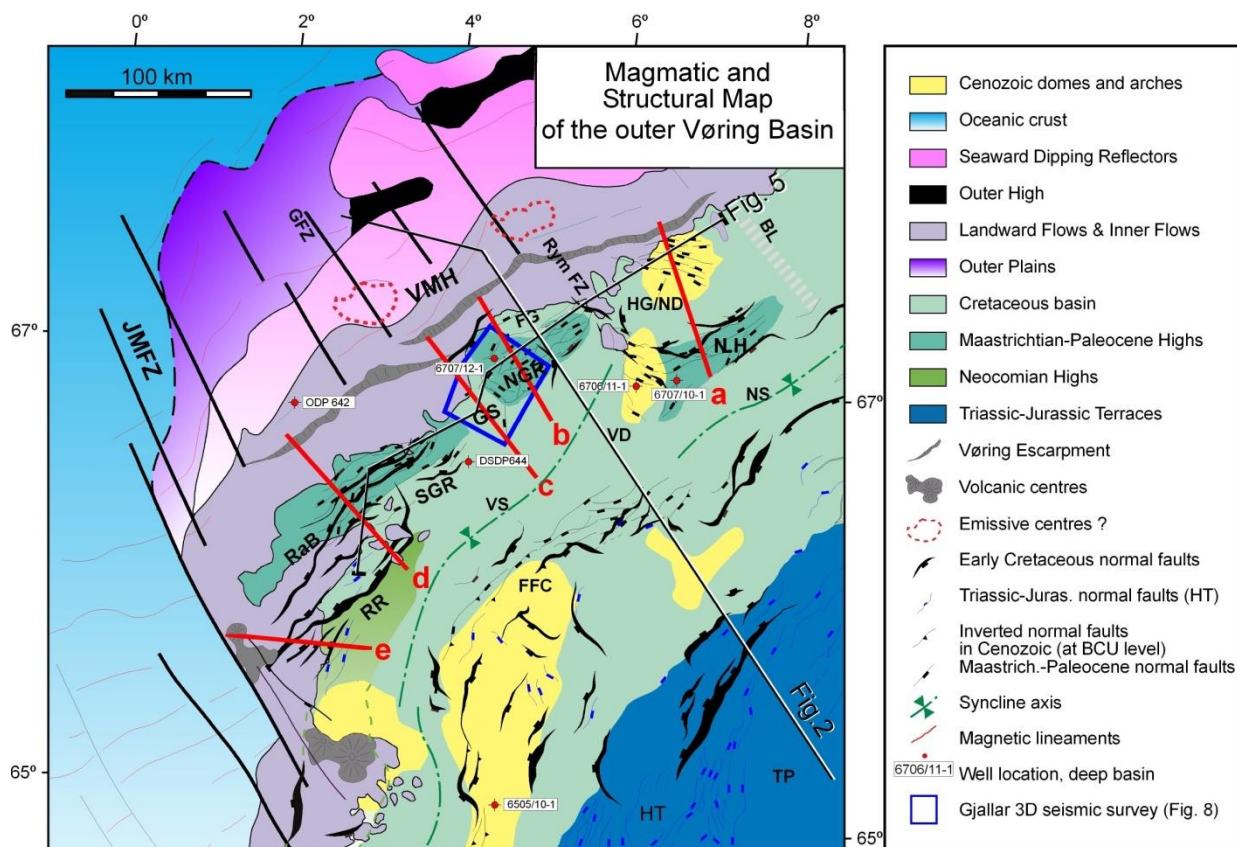 0º
2º
4º
6º
8º
100 km
Magmatic and
Structural Map
of the outer Vøring Basin
67º
65º
67º
65º
JMFZ
GFZ
VMH
Rym FZ
Fig. 5
BL
FG
HG/ND
NLH
NGR
6707/12-1
6706/11-1
6707/10-1
a
NS
ODP 642
GS
b
VD
DSDP644
c
SGR
VS
RaB
d
FFC
RR
e
Fig.2
TP
6505/10-1
HT
Cenozoic domes and arches
Oceanic crust
Seaward Dipping Reflectors
Outer High
Landward Flows & Inner Flows
Outer Plains
Cretaceous basin
Maastrichtian-Paleocene Highs
Neocomian Highs
Triassic-Jurassic Terraces
Vøring Escarpment
Volcanic centres
Emissive centres ?
Early Cretaceous normal faults
Triassic-Juras. normal faults (HT)
Inverted normal faults
in Cenozoic (at BCU level)
Maastrich.-Paleocene normal faults
Syncline axis
Magnetic lineaments
6706/11-1 Well location, deep basin
Gjallar 3D seismic survey (Fig. 8)